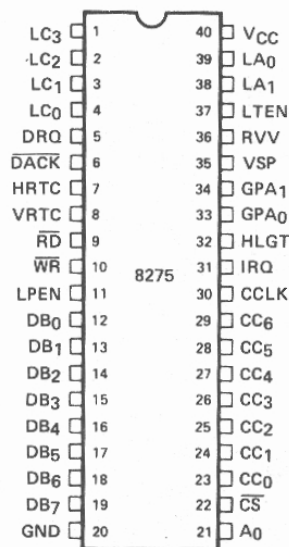 LC3 1 40 VCC
LC2 2 39 LA0
LC1 3 38 LA1
LC0 4 37 LTEN
DRQ 5 36 RVV
D̅A̅C̅K̅ 6 35 VSP
HRTC 7 34 GPA1
VRTC 8 33 GPA0
R̅D̅ 9 32 HLGT
W̅R̅ 10 31 IRQ
8275
LPEN 11 30 CCLK
DB0 12 29 CC6
DB1 13 28 CC5
DB2 14 27 CC4
DB3 15 26 CC3
DB4 16 25 CC2
DB5 17 24 CC1
DB6 18 23 CC0
DB7 19 22 C̅S̅
GND 20 21 A0